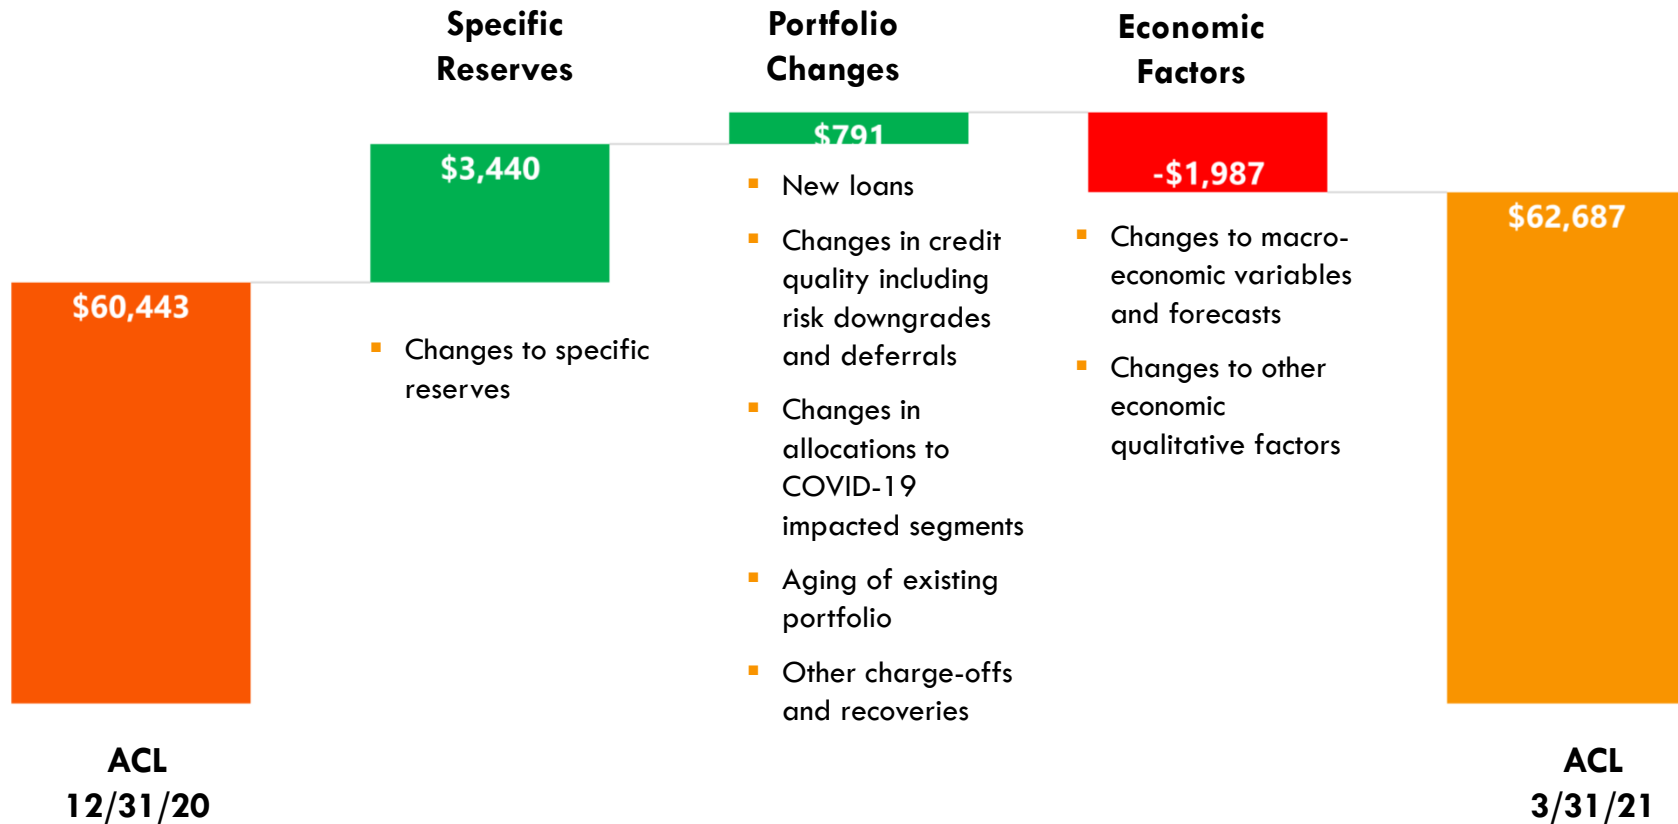 Specific
Reserves
Portfolio
Changes
Economic
Factors
$60,443
$3,440
$791
-$1,987
$62,687
▪ Changes to specific
reserves
▪ New loans
▪ Changes in credit
quality including
risk downgrades
and deferrals
▪ Changes in
allocations to
COVID-19
impacted segments
▪ Aging of existing
portfolio
▪ Other charge-offs
and recoveries
▪ Changes to macro-
economic variables
and forecasts
▪ Changes to other
economic
qualitative factors
ACL
12/31/20
ACL
3/31/21